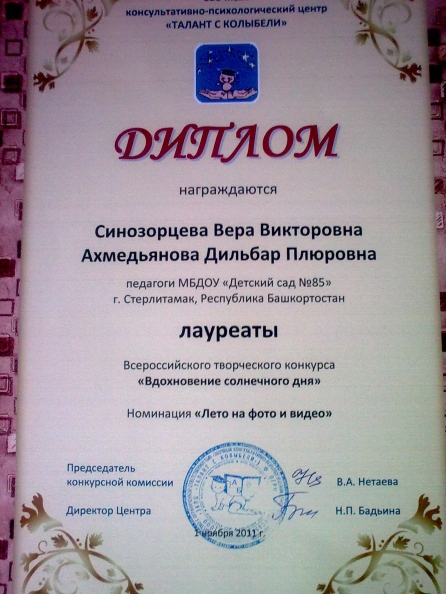 консультативно-психологический центр
«ТАЛАНТ С КОЛЫБЕЛИ»
ДИПЛОМ
награждаются
Синозорцева Вера Викторовна
Ахмедьянова Дильбар Плюровна
педагоги МБДОУ «Детский сад №85»
г. Стерлитамак, Республика Башкортостан
лауреаты
Всероссийского творческого конкурса
«Вдохновение солнечного дня»
Номинация «Лето на фото и видео»
Председатель
конкурсной комиссии
В.А. Нетаева
Директор Центра
Н.П. Бадьина
1 ноября 2011 г.